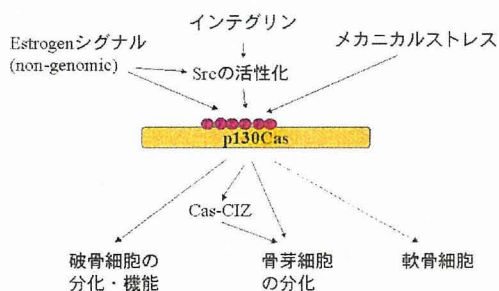 インテグリン
Estrogenシグナル
(non-genomic)
メカニカルストレス
Srcの活性化
p130Cas
Cas-CIZ
破骨細胞の
分化・機能
骨芽細胞
の分化
軟骨細胞